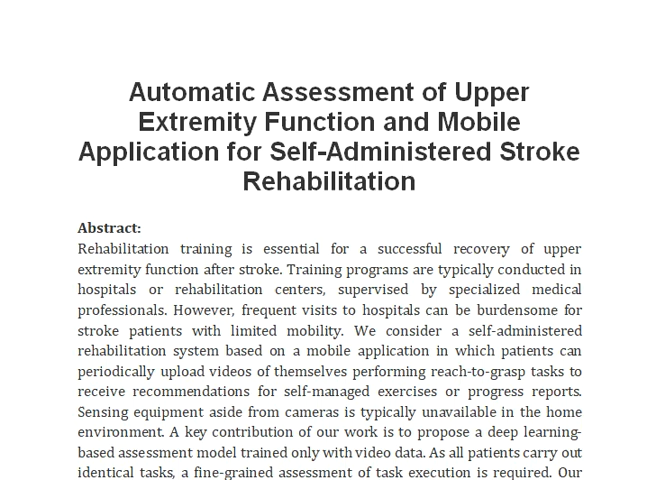 Automatic Assessment of Upper
Extremity Function and Mobile
Application for Self-Administered Stroke
Rehabilitation
Abstract:
Rehabilitation training is essential for a successful recovery of upper
extremity function after stroke. Training programs are typically conducted in
hospitals or rehabilitation centers, supervised by specialized medical
professionals. However, frequent visits to hospitals can be burdensome for
stroke patients with limited mobility. We consider a self-administered
rehabilitation system based on a mobile application in which patients can
periodically upload videos of themselves performing reach-to-grasp tasks to
receive recommendations for self-managed exercises or progress reports.
Sensing equipment aside from cameras is typically unavailable in the home
environment. A key contribution of our work is to propose a deep learning-
based assessment model trained only with video data. As all patients carry out
identical tasks, a fine-grained assessment of task execution is required. Our